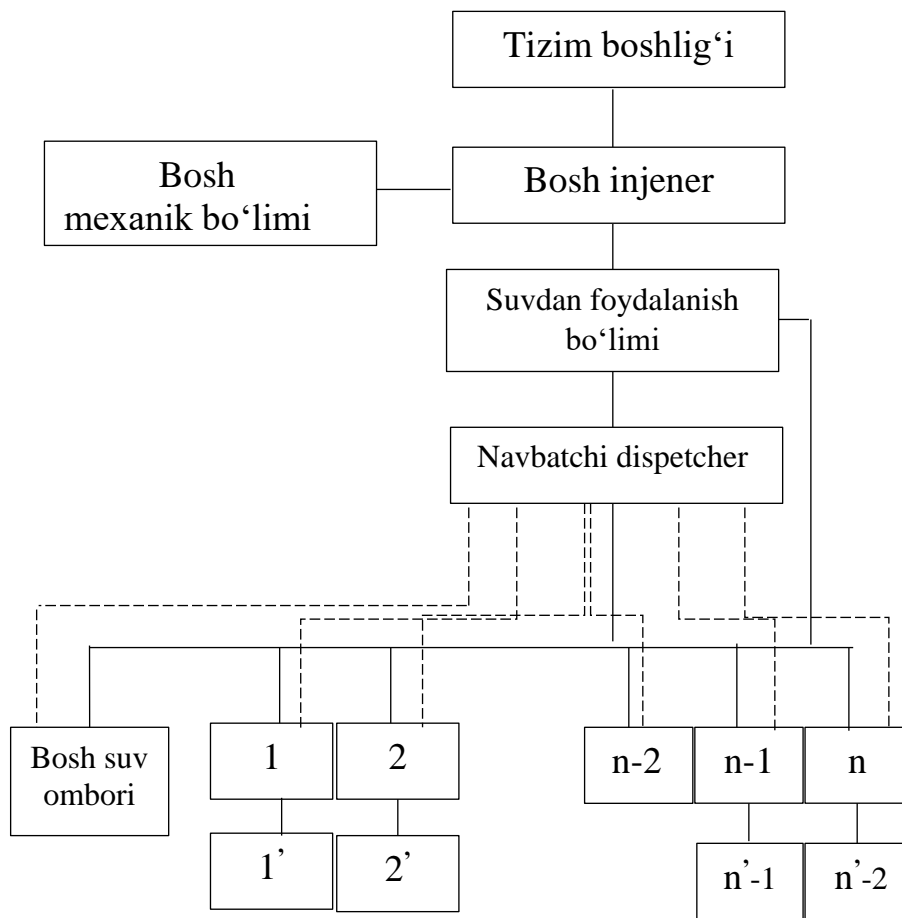 Tizim boshlig‘i
Bosh
mexanik bo‘limi
Bosh injener
Suvdan foydalanish
bo‘limi
Navbatchi dispetcher
Bosh suv
ombori
1
2
n-2
n-1
n
1’
2’
n’-1
n’-2